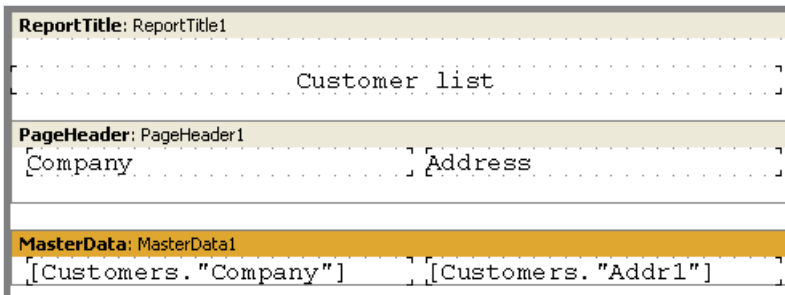 ReportTitle: ReportTitle1
Customer list
PageHeader: PageHeader1
Company Address
MasterData: MasterData1
[Customers."Company"] [Customers."Addr1"]